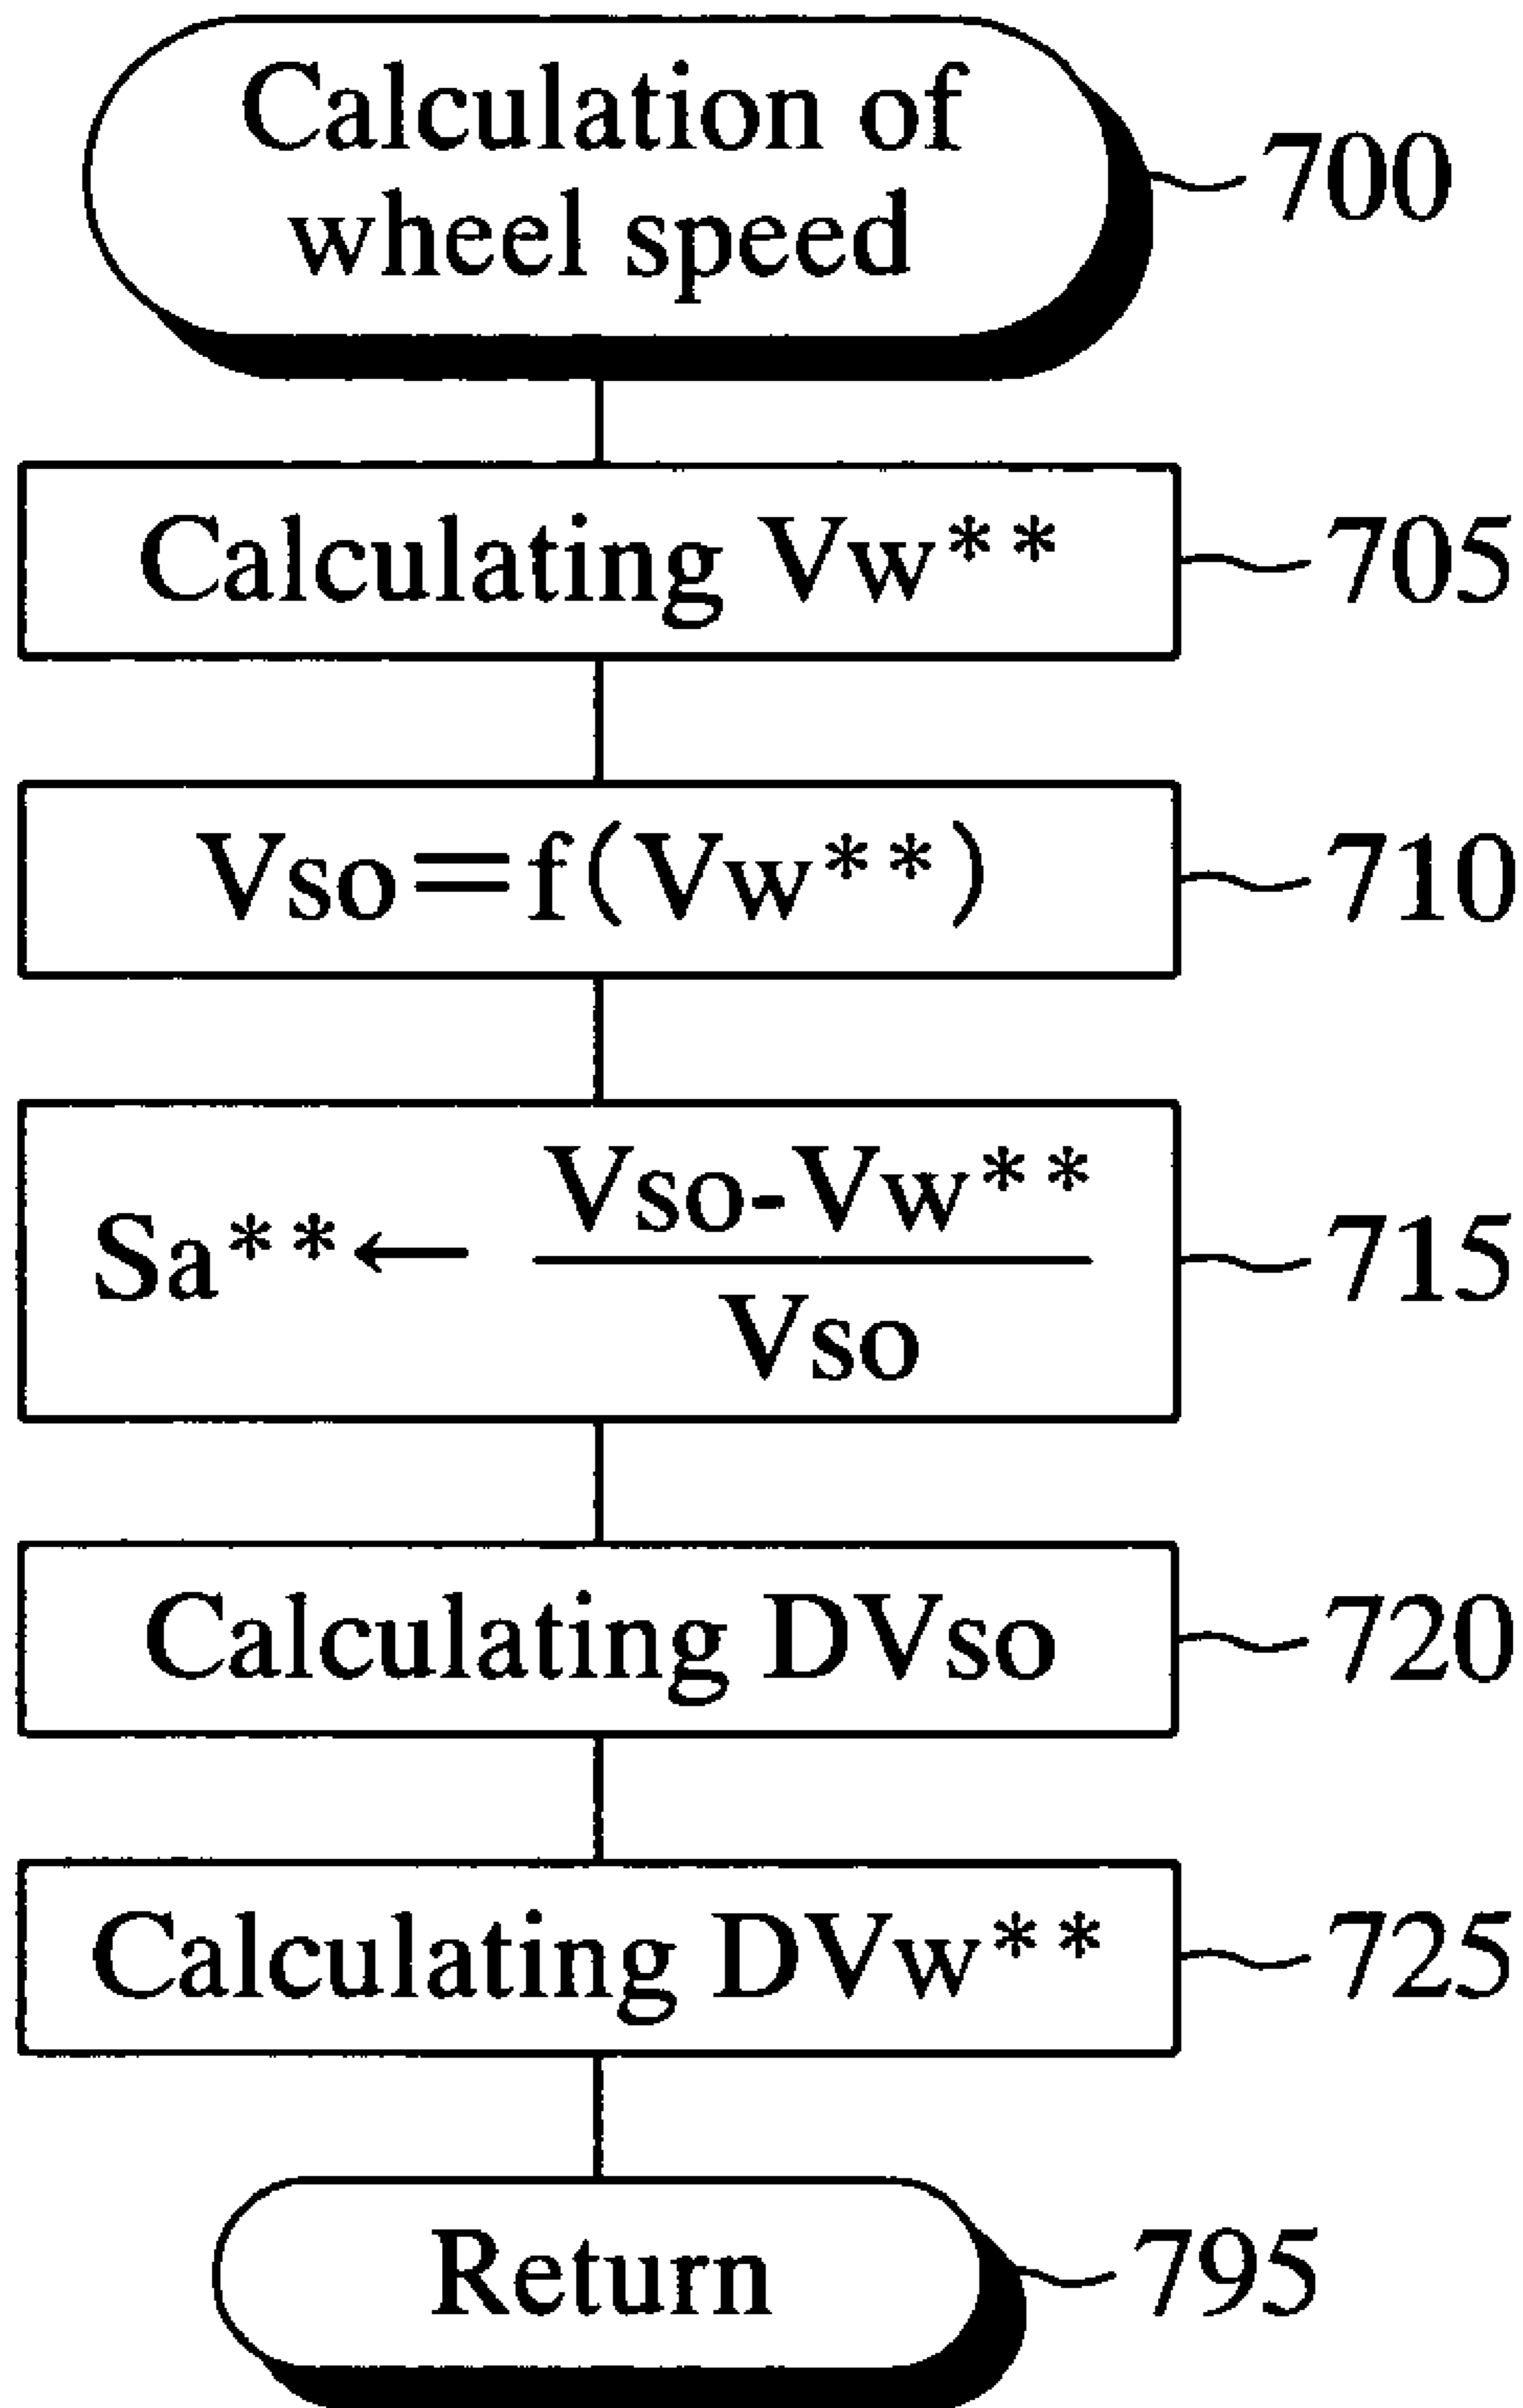 Calculation of
wheel speed
700
Calculating Vw**
705
Vso=f(Vw**)
710
Vso-Vw**
Sa**←
Vso
715
Calculating DVso
720
Calculating DVw**
725
Return
795